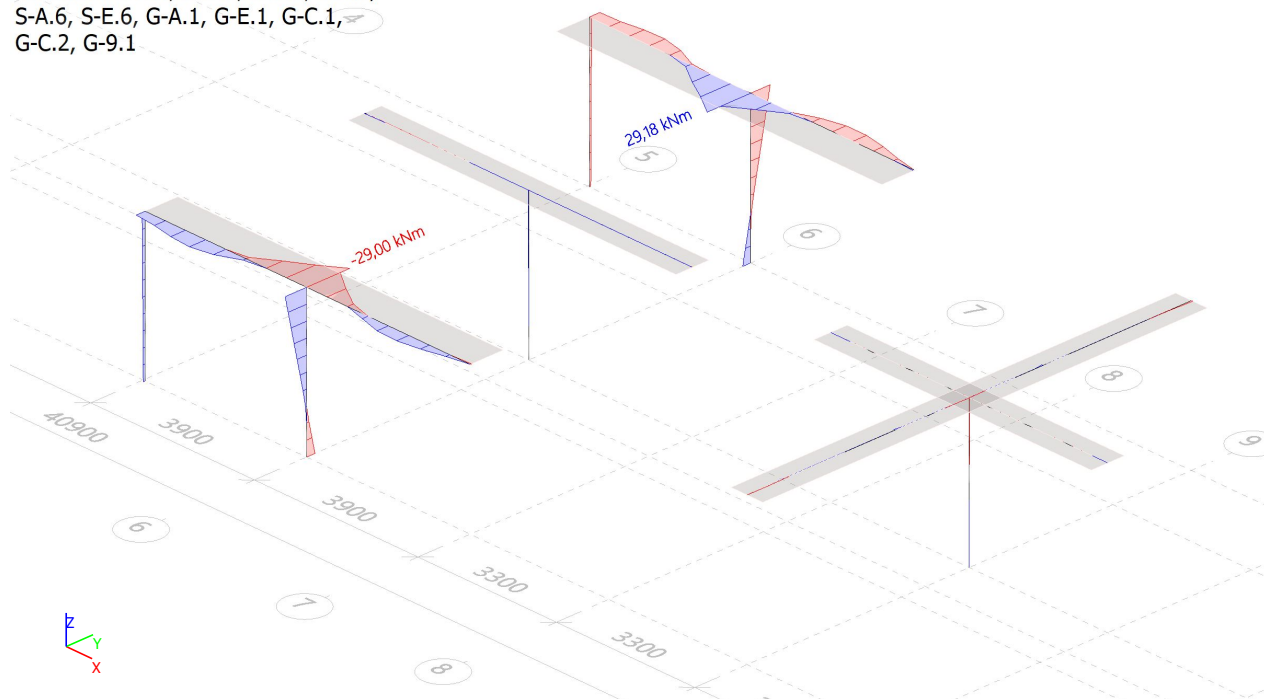 S-A.6, S-E.6, G-A.1, G-E.1, G-C.1,
G-C.2, G-9.1
4
29,18 kNm
5
6
-29,00 kNm
7
8
40900
3900
9
3900
6
3300
7
3300
8
Z
Y
X